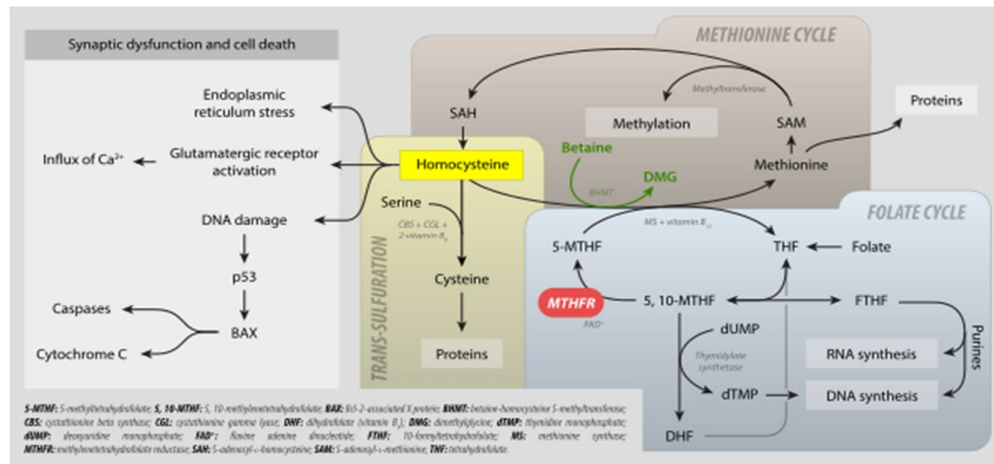 Synaptic dysfunction and cell death
Endoplasmic
reticulum stress
Influx of Ca²⁺
Glutamatergic receptor
activation
DNA damage
p53
Caspases
BAX
Cytochrome C
METHIONINE CYCLE
SAH
Methyltransferase
Methylation
SAM
Proteins
Homocysteine
Betaine
DMG
BHMT
Methionine
Serine
CBS + CGL +
2 vitamin B₆
Cysteine
Proteins
TRANS-SULFURATION
FOLATE CYCLE
MS + vitamin B₁₂
5-MTHF
THF
Folate
MTHFR
FAD⁺
5, 10-MTHF
FTHF
dUMP
Thymidylate
synthetase
dTMP
DHF
RNA synthesis
DNA synthesis
Purines
5-MTHF: 5-methyltetrahydrofolate; 5, 10-MTHF: 5, 10-methylenetetrahydrofolate; BAX: Bcl-2-associated X protein; BHMT: betaine-homocysteine S-methyltransferase;
CBS: cystathionine beta synthase; CGL: cystathionine gamma lyase; DHF: dihydrofolate (vitamin B₉); DMG: dimethylglycine; dTMP: thymidine monophosphate;
dUMP: deoxyuridine monophosphate; FAD⁺: flavine adenine dinucleotide; FTHF: 10-formyltetrahydrofolate; MS: methionine synthase;
MTHFR: methylenetetrahydrofolate reductase; SAH: S-adenosyl-L-homocysteine; SAM: S-adenosyl-L-methionine; THF: tetrahydrofolate.